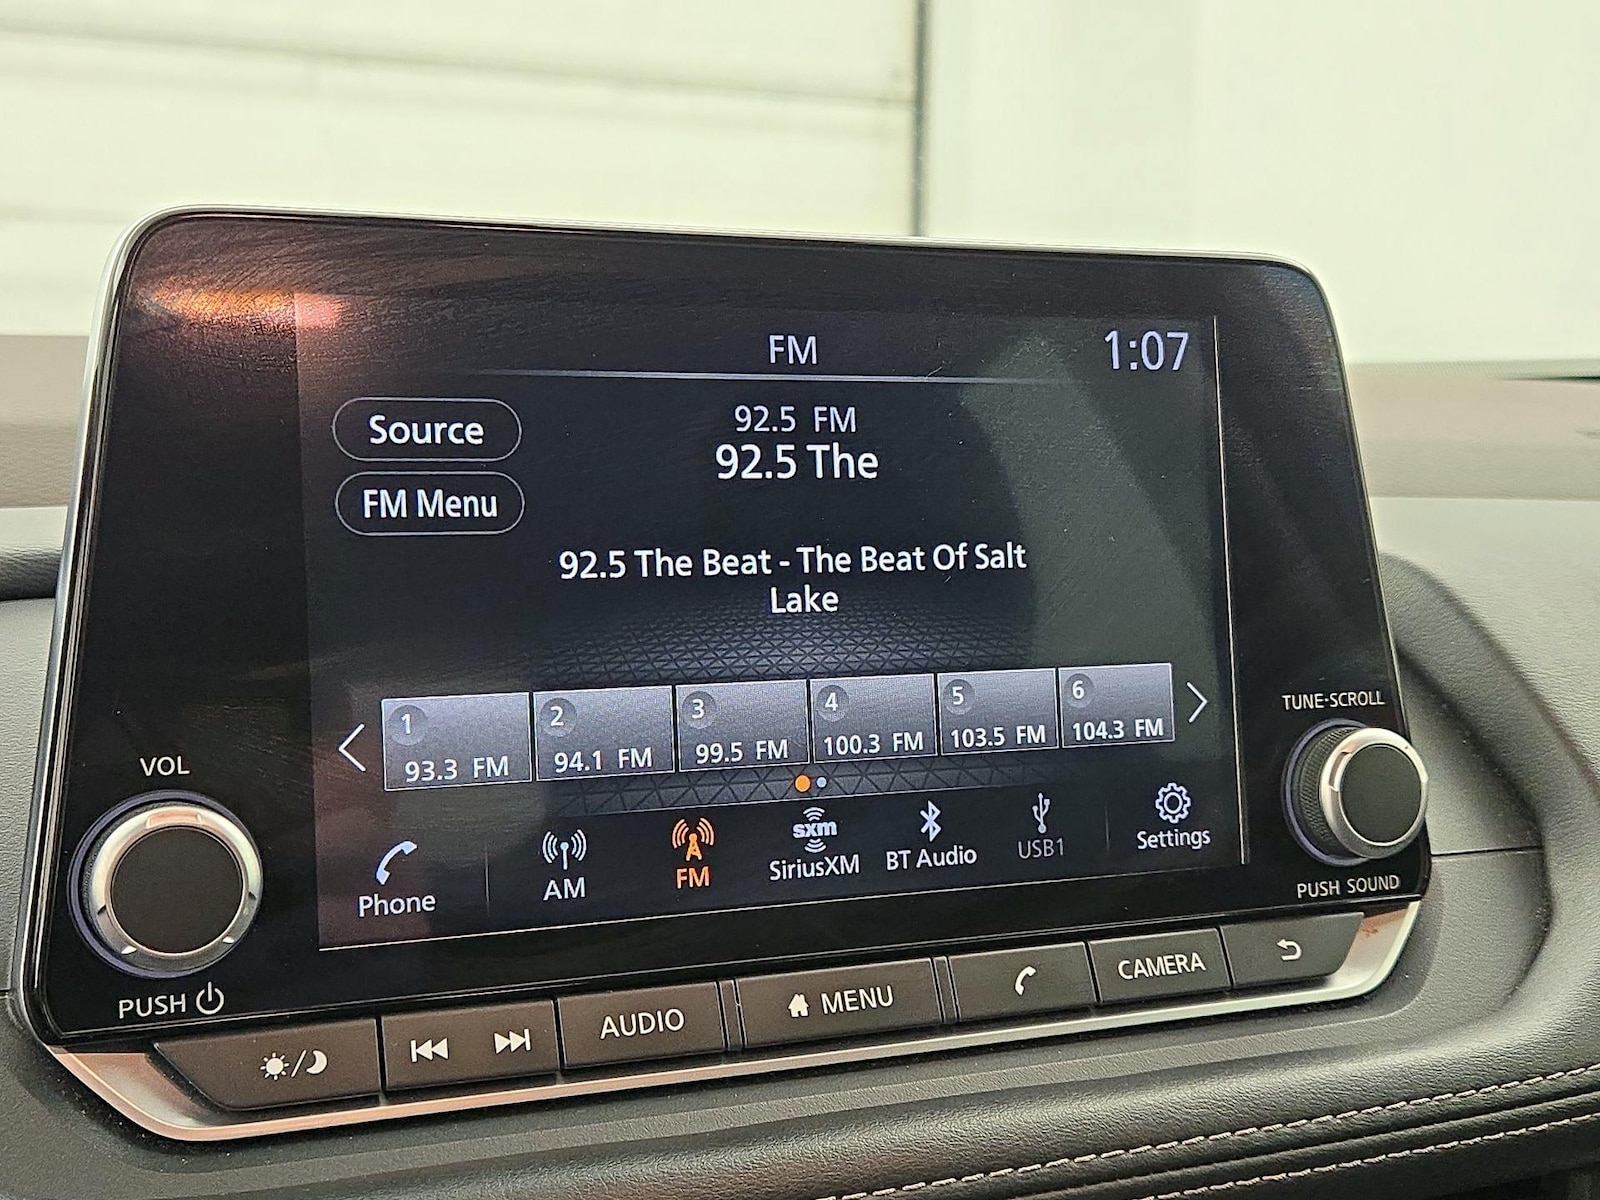 FM
1:07
Source
92.5 FM
92.5 The
FM Menu
92.5 The Beat - The Beat Of Salt
Lake
1
2
3
4
5
6
93.3 FM
94.1 FM
99.5 FM
100.3 FM
103.5 FM
104.3 FM
VOL
TUNE·SCROLL
Phone
AM
FM
sxm
SiriusXM
BT Audio
USB1
Settings
PUSH
PUSH SOUND
AUDIO
MENU
CAMERA